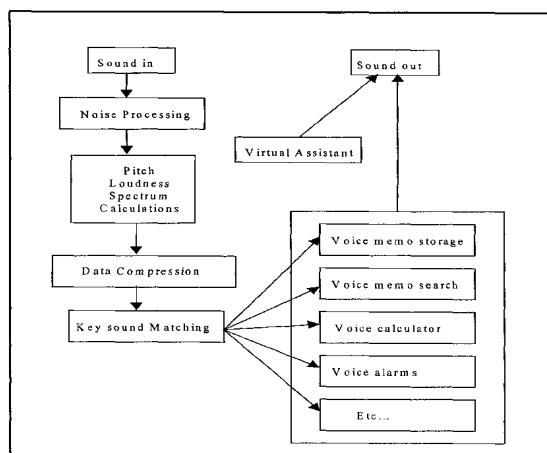 Sound in
Noise Processing
Pitch
Loudness
Spectrum
Calculations
Data Compression
Key sound Matching
Sound out
Virtual Assistant
Voice memo storage
Voice memo search
Voice calculator
Voice alarms
Etc...